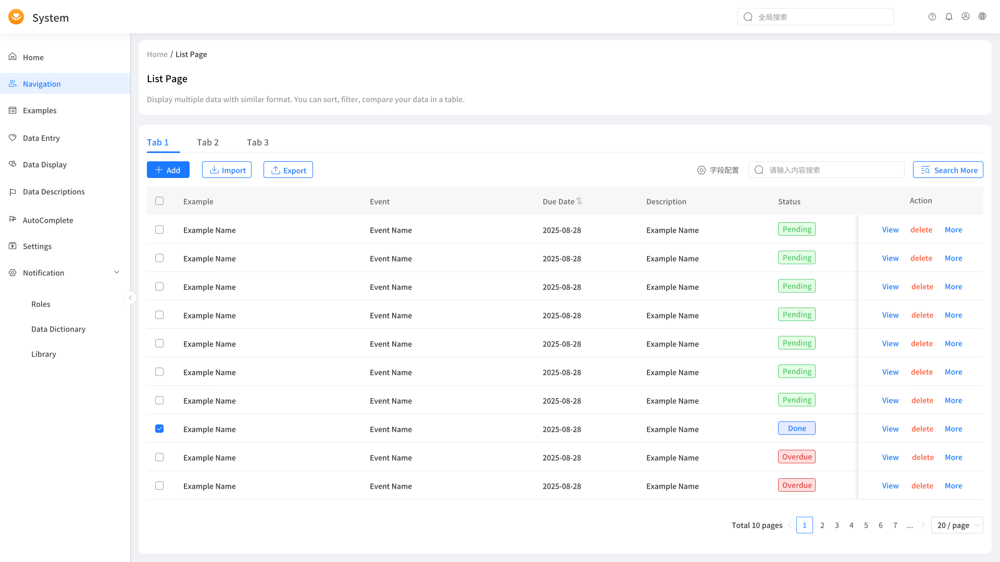 System
全局搜索
Home
Navigation
Examples
Data Entry
Data Display
Data Descriptions
AutoComplete
Settings
Notification
Roles
Data Dictionary
Library
Home / List Page
List Page
Display multiple data with similar format. You can sort, filter, compare your data in a table.
Tab 1 Tab 2 Tab 3
Add Import Export 字段配置 请输入内容搜索 Search More
Example Event Due Date Description Status Action
Example Name Event Name 2025-08-28 Example Name Pending View delete More
Example Name Event Name 2025-08-28 Example Name Pending View delete More
Example Name Event Name 2025-08-28 Example Name Pending View delete More
Example Name Event Name 2025-08-28 Example Name Pending View delete More
Example Name Event Name 2025-08-28 Example Name Pending View delete More
Example Name Event Name 2025-08-28 Example Name Pending View delete More
Example Name Event Name 2025-08-28 Example Name Pending View delete More
Example Name Event Name 2025-08-28 Example Name Done View delete More
Example Name Event Name 2025-08-28 Example Name Overdue View delete More
Example Name Event Name 2025-08-28 Example Name Overdue View delete More
Total 10 pages 1 2 3 4 5 6 7 ... 20 / page